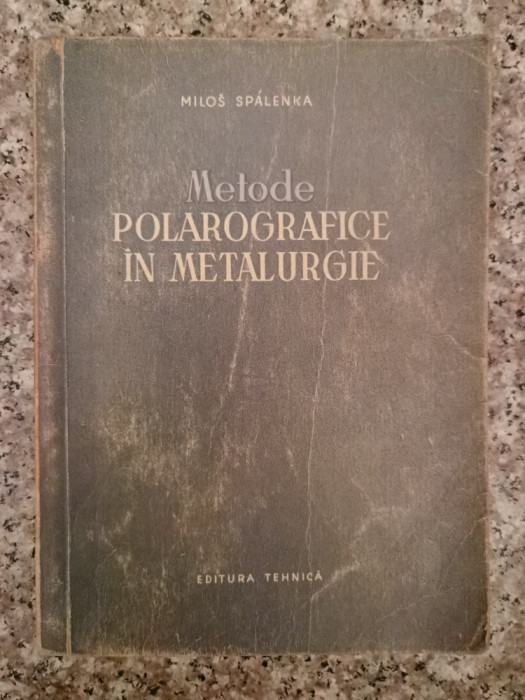 MILOŠ SPÁLENKA
Metode
POLAROGRAFICE
ÎN METALURGIE
EDITURA TEHNICĂ